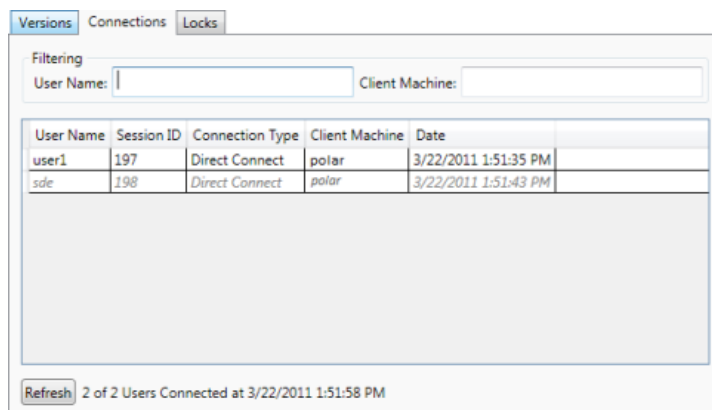 Versions Connections Locks
Filtering
User Name: Client Machine:
User Name Session ID Connection Type Client Machine Date
user1 197 Direct Connect polar 3/22/2011 1:51:35 PM
sde 198 Direct Connect polar 3/22/2011 1:51:43 PM
Refresh 2 of 2 Users Connected at 3/22/2011 1:51:58 PM